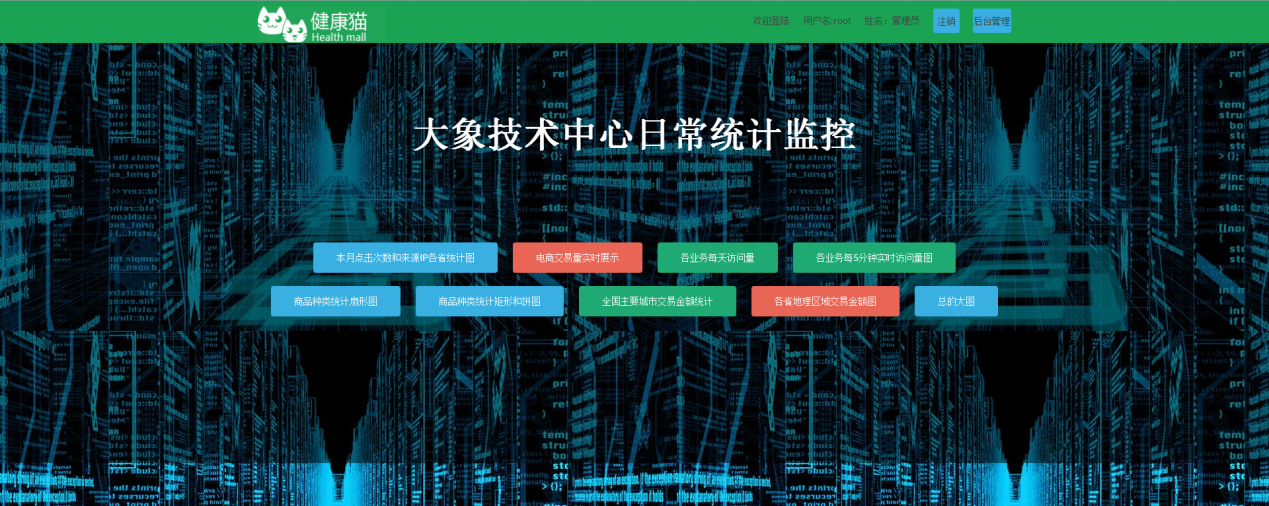 健康猫
Health mall
欢迎登陆 用户名:root 姓名：管理员 注销 后台管理
大象技术中心日常统计监控
本月点击次数和来源IP各省统计图 电商交易量实时展示 各业务每天访问量 各业务每5分钟实时访问量图
商品种类统计扇形图 商品种类统计矩形和饼图 全国主要城市交易金额统计 各省地理区域交易金额图 总的大图